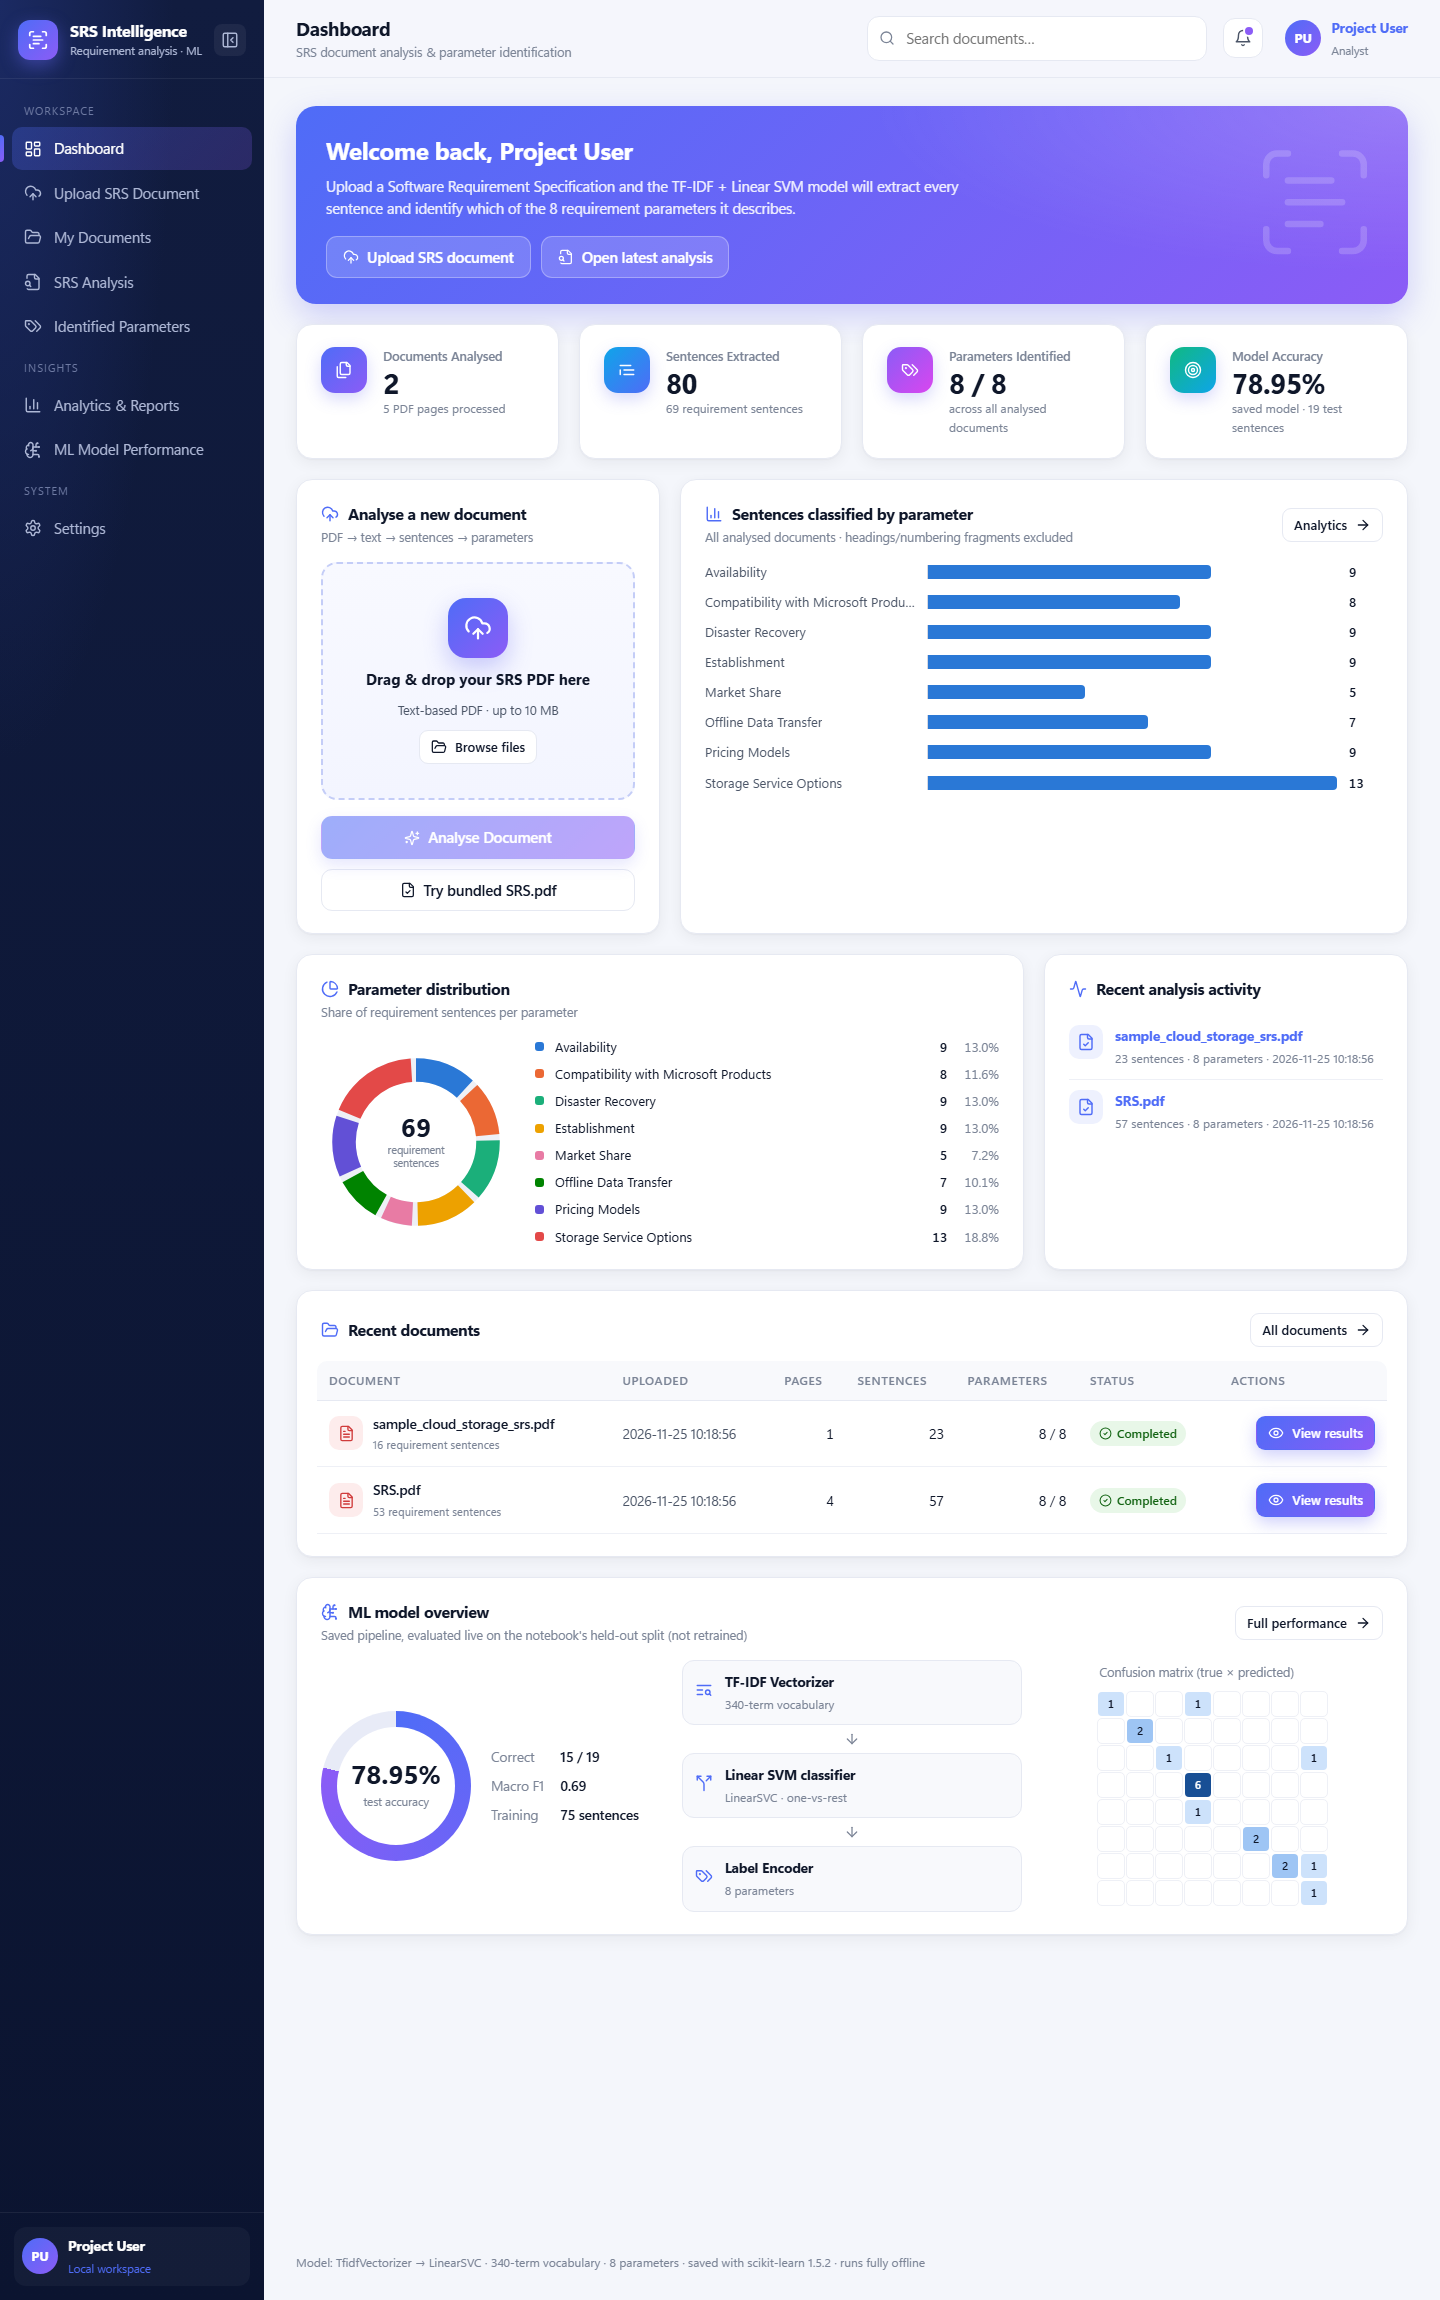 SRS Intelligence
Requirement analysis · ML
WORKSPACE
Dashboard
Upload SRS Document
My Documents
SRS Analysis
Identified Parameters
INSIGHTS
Analytics & Reports
ML Model Performance
SYSTEM
Settings
PU
Project User
Local workspace
Dashboard
SRS document analysis & parameter identification
Search documents...
PU
Project User
Analyst
Welcome back, Project User
Upload a Software Requirement Specification and the TF-IDF + Linear SVM model will extract every
sentence and identify which of the 8 requirement parameters it describes.
Upload SRS document
Open latest analysis
Documents Analysed
2
5 PDF pages processed
Sentences Extracted
80
69 requirement sentences
Parameters Identified
8 / 8
across all analysed
documents
Model Accuracy
78.95%
saved model · 19 test
sentences
Analyse a new document
PDF → text → sentences → parameters
Drag & drop your SRS PDF here
Text-based PDF · up to 10 MB
Browse files
Analyse Document
Try bundled SRS.pdf
Sentences classified by parameter
All analysed documents · headings/numbering fragments excluded
Analytics →
Availability 9
Compatibility with Microsoft Produ... 8
Disaster Recovery 9
Establishment 9
Market Share 5
Offline Data Transfer 7
Pricing Models 9
Storage Service Options 13
Parameter distribution
Share of requirement sentences per parameter
69
requirement
sentences
Availability 9 13.0%
Compatibility with Microsoft Products 8 11.6%
Disaster Recovery 9 13.0%
Establishment 9 13.0%
Market Share 5 7.2%
Offline Data Transfer 7 10.1%
Pricing Models 9 13.0%
Storage Service Options 13 18.8%
Recent analysis activity
sample_cloud_storage_srs.pdf
23 sentences · 8 parameters · 2026-11-25 10:18:56
SRS.pdf
57 sentences · 8 parameters · 2026-11-25 10:18:56
Recent documents
All documents →
DOCUMENT UPLOADED PAGES SENTENCES PARAMETERS STATUS ACTIONS
sample_cloud_storage_srs.pdf
16 requirement sentences
2026-11-25 10:18:56 1 23 8 / 8 Completed View results
SRS.pdf
53 requirement sentences
2026-11-25 10:18:56 4 57 8 / 8 Completed View results
ML model overview
Saved pipeline, evaluated live on the notebook's held-out split (not retrained)
Full performance →
78.95%
test accuracy
Correct 15 / 19
Macro F1 0.69
Training 75 sentences
TF-IDF Vectorizer
340-term vocabulary
↓
Linear SVM classifier
LinearSVC · one-vs-rest
↓
Label Encoder
8 parameters
Confusion matrix (true × predicted)
1 1
2
1 1
6
1
2
2 1
1
Model: TfidfVectorizer → LinearSVC · 340-term vocabulary · 8 parameters · saved with scikit-learn 1.5.2 · runs fully offline